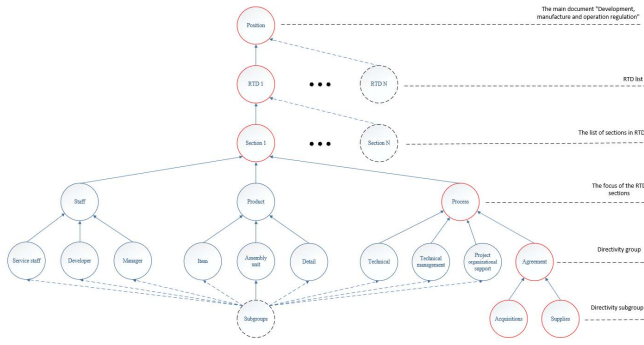 The main document "Development,
manufacture and operation regulation"
Position
RTD 1
RTD N
RTD list
Section 1
Section N
The list of sections in RTD
The focus of the RTD
sections
Staff
Product
Process
Service staff
Developer
Manager
Item
Assembly
unit
Detail
Technical
Technical
management
Project
organizational
support
Agreement
Directivity group
Subgroups
Acquisitions
Supplies
Directivity subgroup